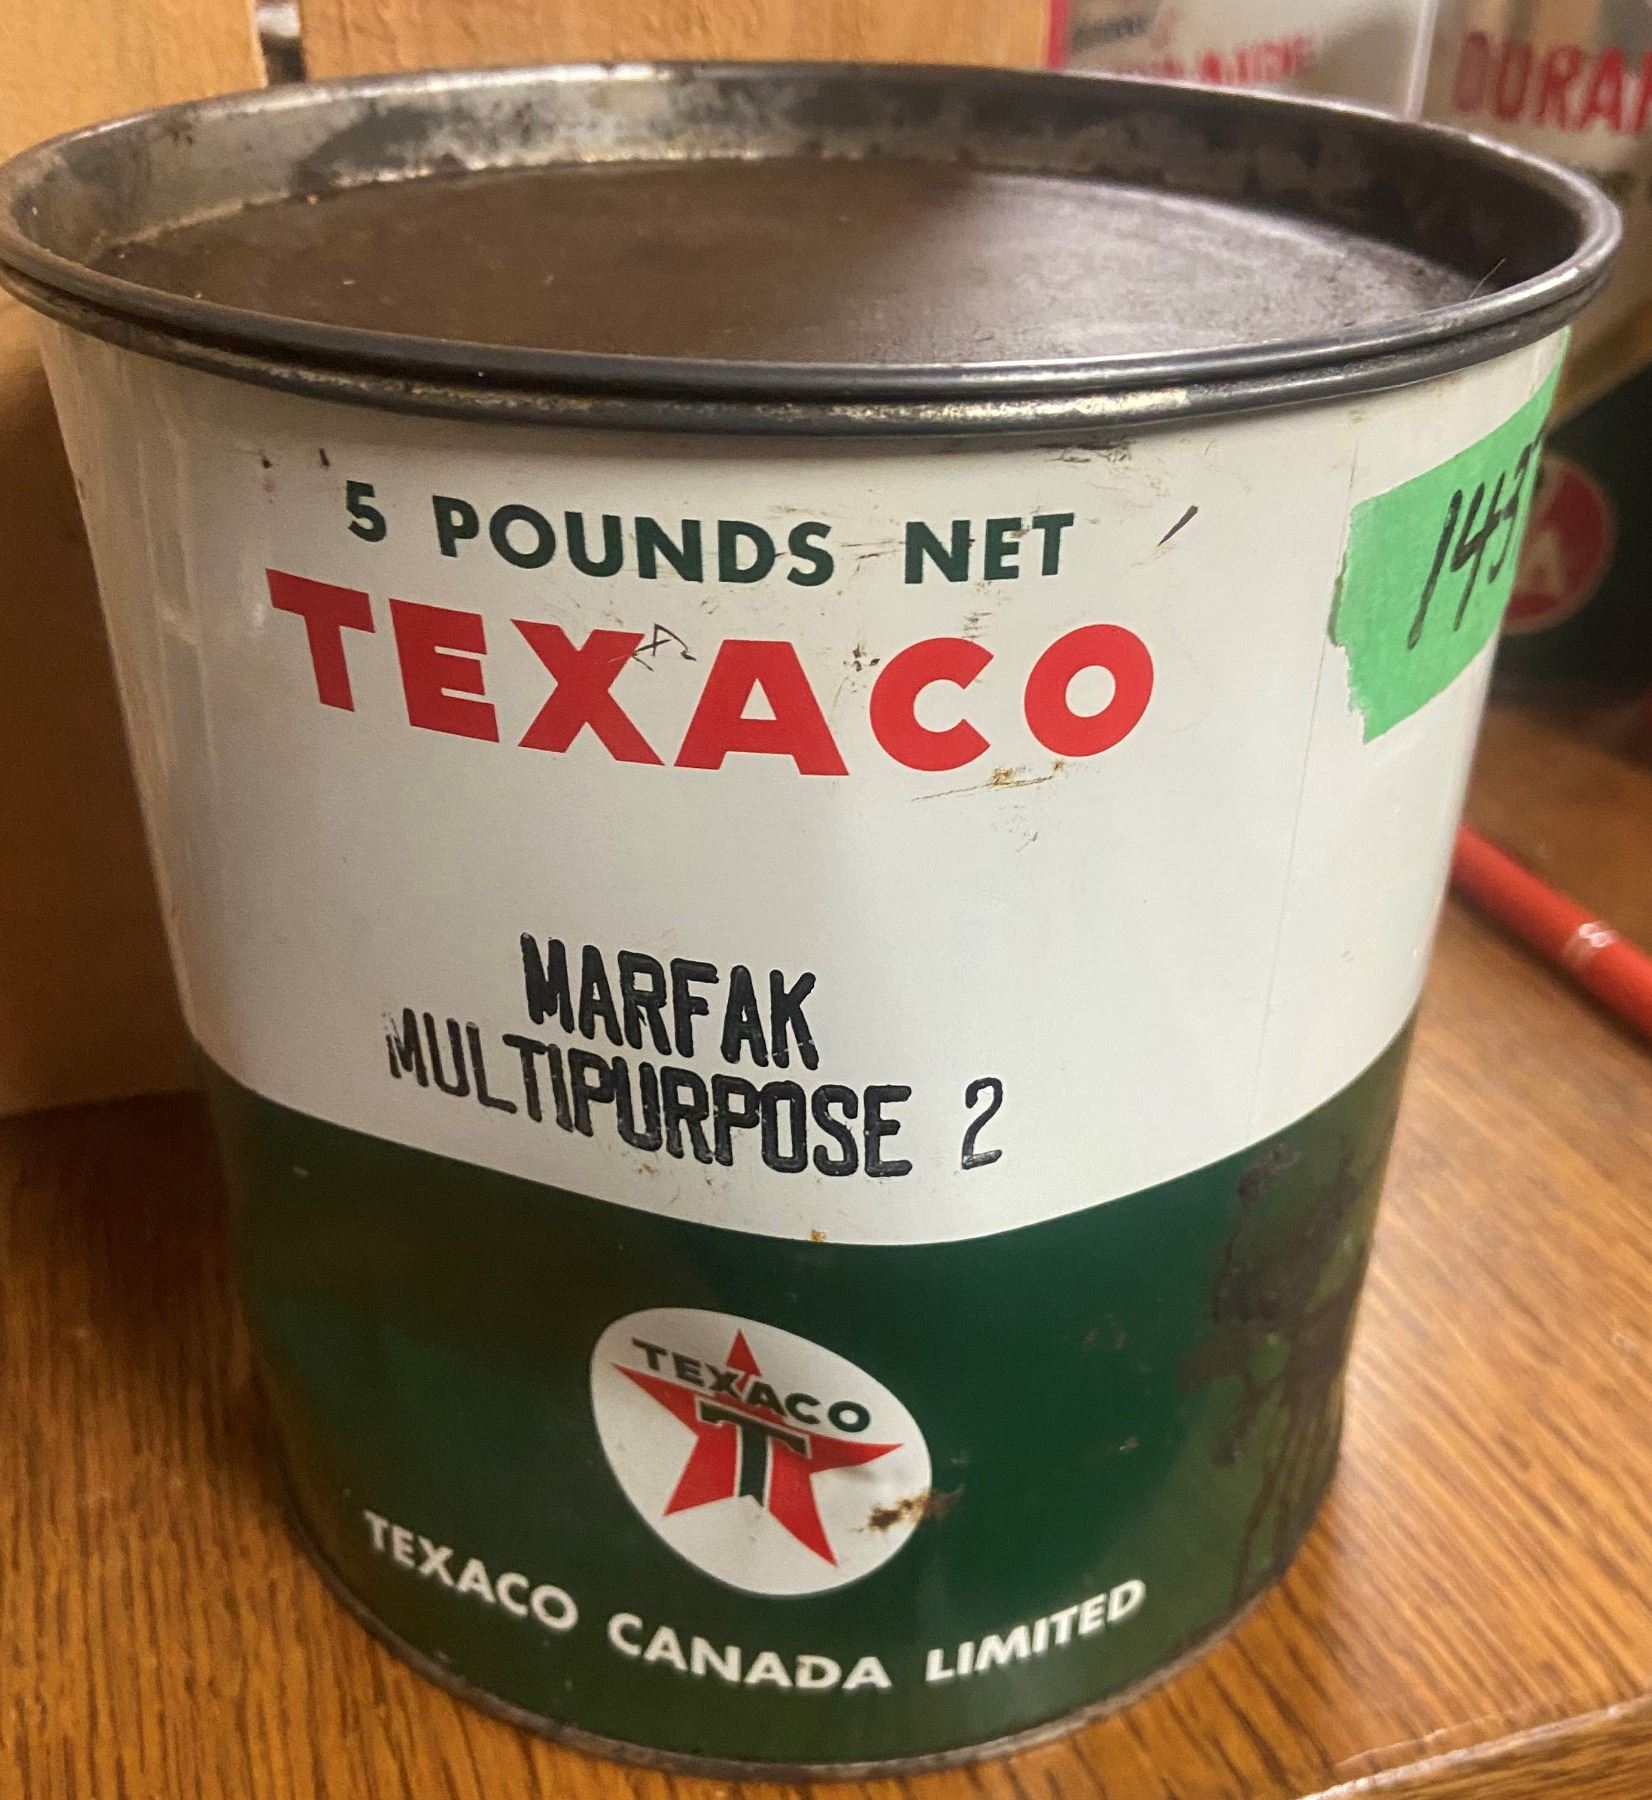 5 POUNDS NET
TEXACO
MARFAK
MULTIPURPOSE 2
TEXACO
T
TEXACO CANADA LIMITED